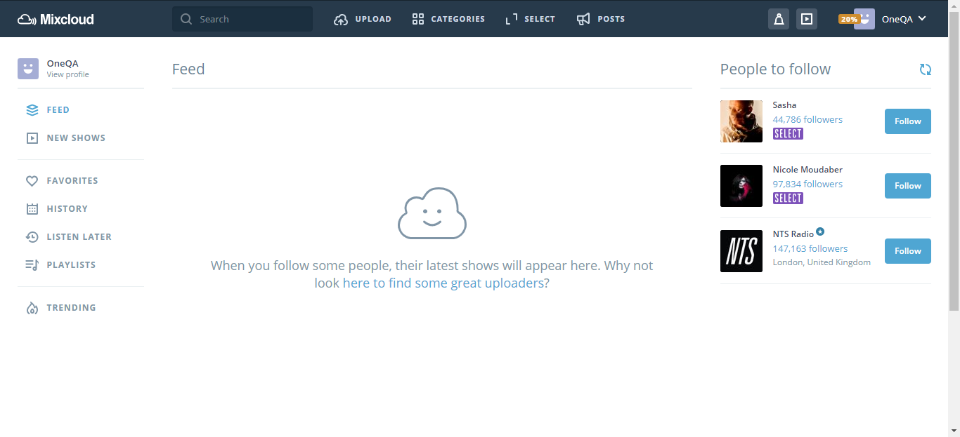 Mixcloud
Search
UPLOAD
CATEGORIES
SELECT
POSTS
20%
OneQA
OneQA
View profile
FEED
NEW SHOWS
FAVORITES
HISTORY
LISTEN LATER
PLAYLISTS
TRENDING
Feed
When you follow some people, their latest shows will appear here. Why not
look here to find some great uploaders?
People to follow
Sasha
44,786 followers
SELECT
Follow
Nicole Moudaber
97,834 followers
SELECT
Follow
NTS
NTS Radio
147,163 followers
London, United Kingdom
Follow